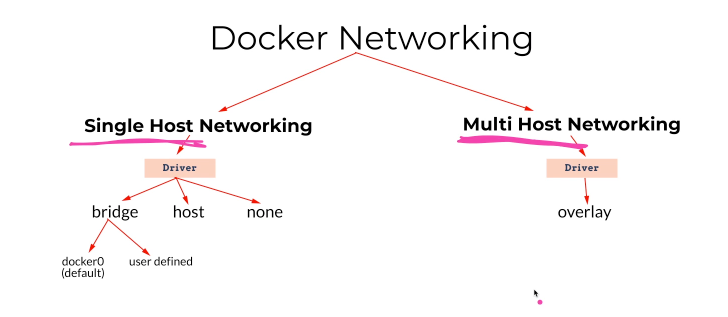 Docker Networking
Single Host Networking
Multi Host Networking
Driver
Driver
bridge
host
none
overlay
docker0
(default)
user defined